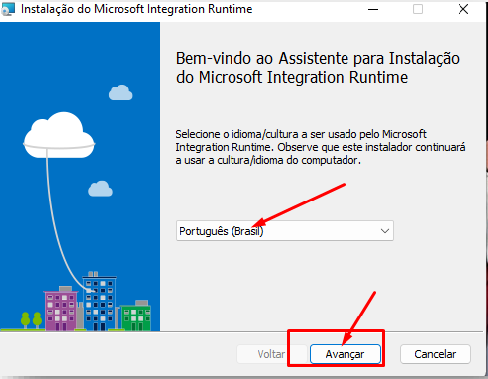 Instalação do Microsoft Integration Runtime
Bem-vindo ao Assistente para Instalação
do Microsoft Integration Runtime
Selecione o idioma/cultura a ser usado pelo Microsoft
Integration Runtime. Observe que este instalador continuará
a usar a cultura/idioma do computador.
Português (Brasil)
Voltar
Avançar
Cancelar